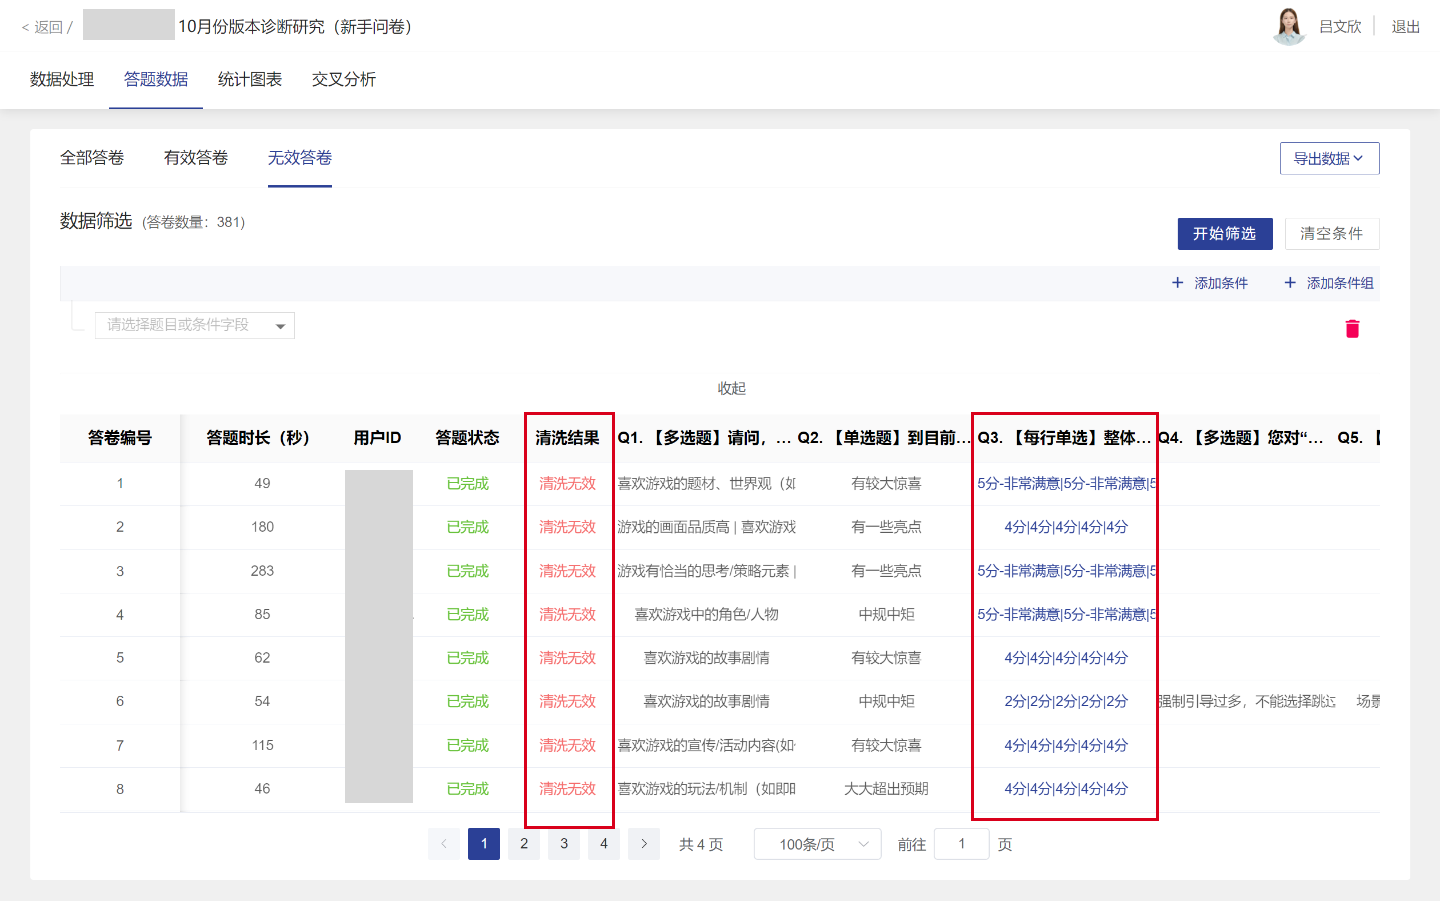 < 返回 / 10月份版本诊断研究（新手问卷）
吕文欣 退出
数据处理 答题数据 统计图表 交叉分析
全部答卷 有效答卷 无效答卷 导出数据
数据筛选 (答卷数量：381)
开始筛选 清空条件
+ 添加条件 + 添加条件组
请选择题目或条件字段
收起
答卷编号 答题时长（秒） 用户ID 答题状态 清洗结果 Q1. 【多选题】请问，... Q2. 【单选题】到目前... Q3. 【每行单选】整体... Q4. 【多选题】您对“... Q5. 【
1 49 已完成 清洗无效 喜欢游戏的题材、世界观（如 有较大惊喜 5分-非常满意|5分-非常满意|5
2 180 已完成 清洗无效 游戏的画面品质高 | 喜欢游戏 有一些亮点 4分|4分|4分|4分|4分
3 283 已完成 清洗无效 游戏有恰当的思考/策略元素 | 有一些亮点 5分-非常满意|5分-非常满意|5
4 85 已完成 清洗无效 喜欢游戏中的角色/人物 中规中矩 5分-非常满意|5分-非常满意|5
5 62 已完成 清洗无效 喜欢游戏的故事剧情 有较大惊喜 4分|4分|4分|4分|4分
6 54 已完成 清洗无效 喜欢游戏的故事剧情 中规中矩 2分|2分|2分|2分|2分 强制引导过多，不能选择跳过 场景
7 115 已完成 清洗无效 喜欢游戏的宣传/活动内容(如 有较大惊喜 4分|4分|4分|4分|4分
8 46 已完成 清洗无效 喜欢游戏的玩法/机制（如即时 大大超出预期 4分|4分|4分|4分|4分
< 1 2 3 4 > 共 4 页 100条/页 前往 1 页